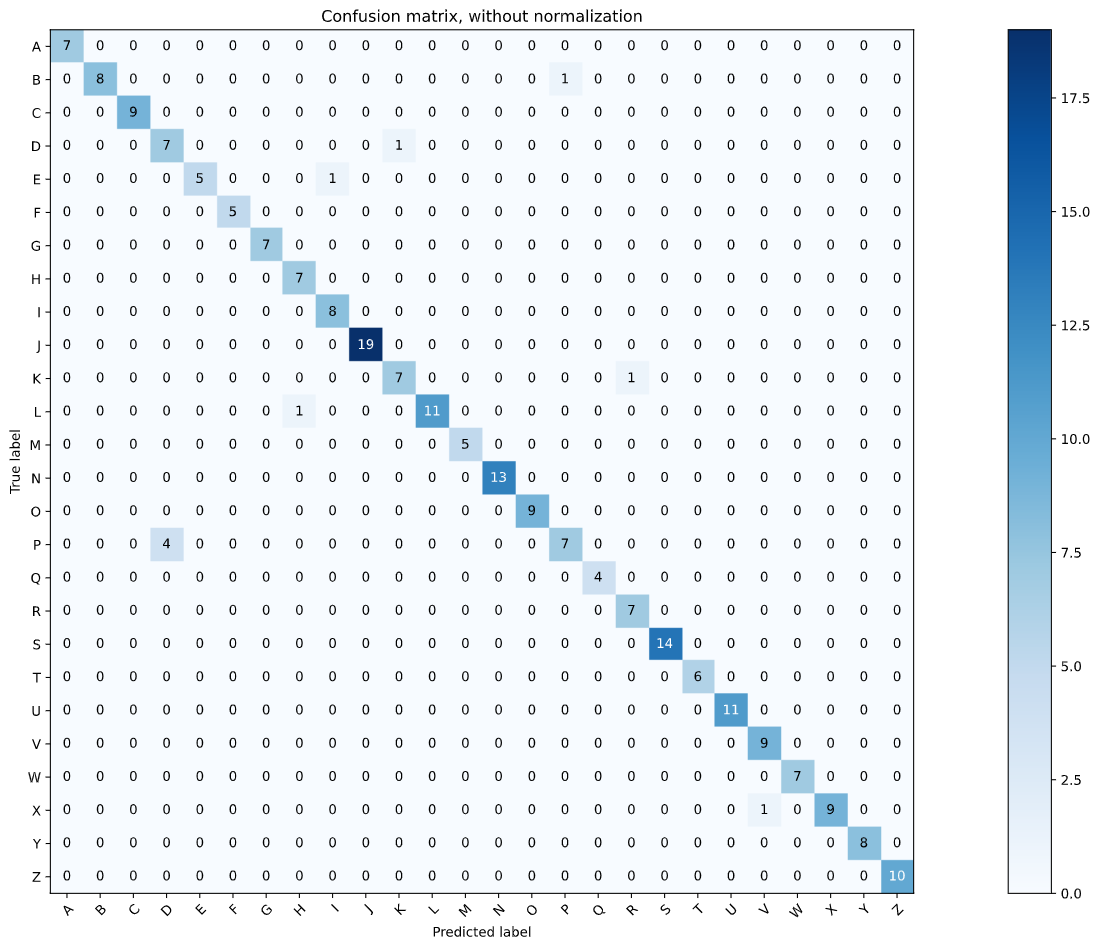 Confusion matrix, without normalization
A 7 0 0 0 0 0 0 0 0 0 0 0 0 0 0 0 0 0 0 0 0 0 0 0 0 0
B 0 8 0 0 0 0 0 0 0 0 0 0 0 0 0 1 0 0 0 0 0 0 0 0 0 0
C 0 0 9 0 0 0 0 0 0 0 0 0 0 0 0 0 0 0 0 0 0 0 0 0 0 0
D 0 0 0 7 0 0 0 0 0 0 1 0 0 0 0 0 0 0 0 0 0 0 0 0 0 0
E 0 0 0 0 5 0 0 0 1 0 0 0 0 0 0 0 0 0 0 0 0 0 0 0 0 0
F 0 0 0 0 0 5 0 0 0 0 0 0 0 0 0 0 0 0 0 0 0 0 0 0 0 0
G 0 0 0 0 0 0 7 0 0 0 0 0 0 0 0 0 0 0 0 0 0 0 0 0 0 0
H 0 0 0 0 0 0 0 7 0 0 0 0 0 0 0 0 0 0 0 0 0 0 0 0 0 0
I 0 0 0 0 0 0 0 0 8 0 0 0 0 0 0 0 0 0 0 0 0 0 0 0 0 0
J 0 0 0 0 0 0 0 0 0 19 0 0 0 0 0 0 0 0 0 0 0 0 0 0 0 0
K 0 0 0 0 0 0 0 0 0 0 7 0 0 0 0 0 0 1 0 0 0 0 0 0 0 0
L 0 0 0 0 0 0 0 1 0 0 0 11 0 0 0 0 0 0 0 0 0 0 0 0 0 0
M 0 0 0 0 0 0 0 0 0 0 0 0 5 0 0 0 0 0 0 0 0 0 0 0 0 0
N 0 0 0 0 0 0 0 0 0 0 0 0 0 13 0 0 0 0 0 0 0 0 0 0 0 0
O 0 0 0 0 0 0 0 0 0 0 0 0 0 0 9 0 0 0 0 0 0 0 0 0 0 0
P 0 0 0 4 0 0 0 0 0 0 0 0 0 0 0 7 0 0 0 0 0 0 0 0 0 0
Q 0 0 0 0 0 0 0 0 0 0 0 0 0 0 0 0 4 0 0 0 0 0 0 0 0 0
R 0 0 0 0 0 0 0 0 0 0 0 0 0 0 0 0 0 7 0 0 0 0 0 0 0 0
S 0 0 0 0 0 0 0 0 0 0 0 0 0 0 0 0 0 0 14 0 0 0 0 0 0 0
T 0 0 0 0 0 0 0 0 0 0 0 0 0 0 0 0 0 0 0 6 0 0 0 0 0 0
U 0 0 0 0 0 0 0 0 0 0 0 0 0 0 0 0 0 0 0 0 11 0 0 0 0 0
V 0 0 0 0 0 0 0 0 0 0 0 0 0 0 0 0 0 0 0 0 0 9 0 0 0 0
W 0 0 0 0 0 0 0 0 0 0 0 0 0 0 0 0 0 0 0 0 0 0 7 0 0 0
X 0 0 0 0 0 0 0 0 0 0 0 0 0 0 0 0 0 0 0 0 0 1 0 9 0 0
Y 0 0 0 0 0 0 0 0 0 0 0 0 0 0 0 0 0 0 0 0 0 0 0 0 8 0
Z 0 0 0 0 0 0 0 0 0 0 0 0 0 0 0 0 0 0 0 0 0 0 0 0 0 10
A B C D E F G H I J K L M N O P Q R S T U V W X Y Z
Predicted label
True label
17.5
15.0
12.5
10.0
7.5
5.0
2.5
0.0